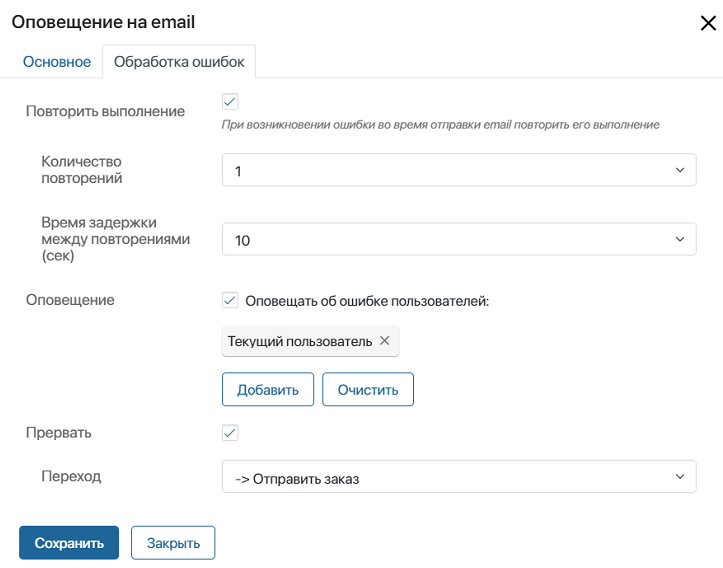 Оповещение на email
Основное
Обработка ошибок
Повторить выполнение
При возникновении ошибки во время отправки email повторить его выполнение
Количество
повторений
1
Время задержки
между повторениями
(сек)
10
Оповещение
Оповещать об ошибке пользователей:
Текущий пользователь
Добавить
Очистить
Прервать
Переход
-> Отправить заказ
Сохранить
Закрыть